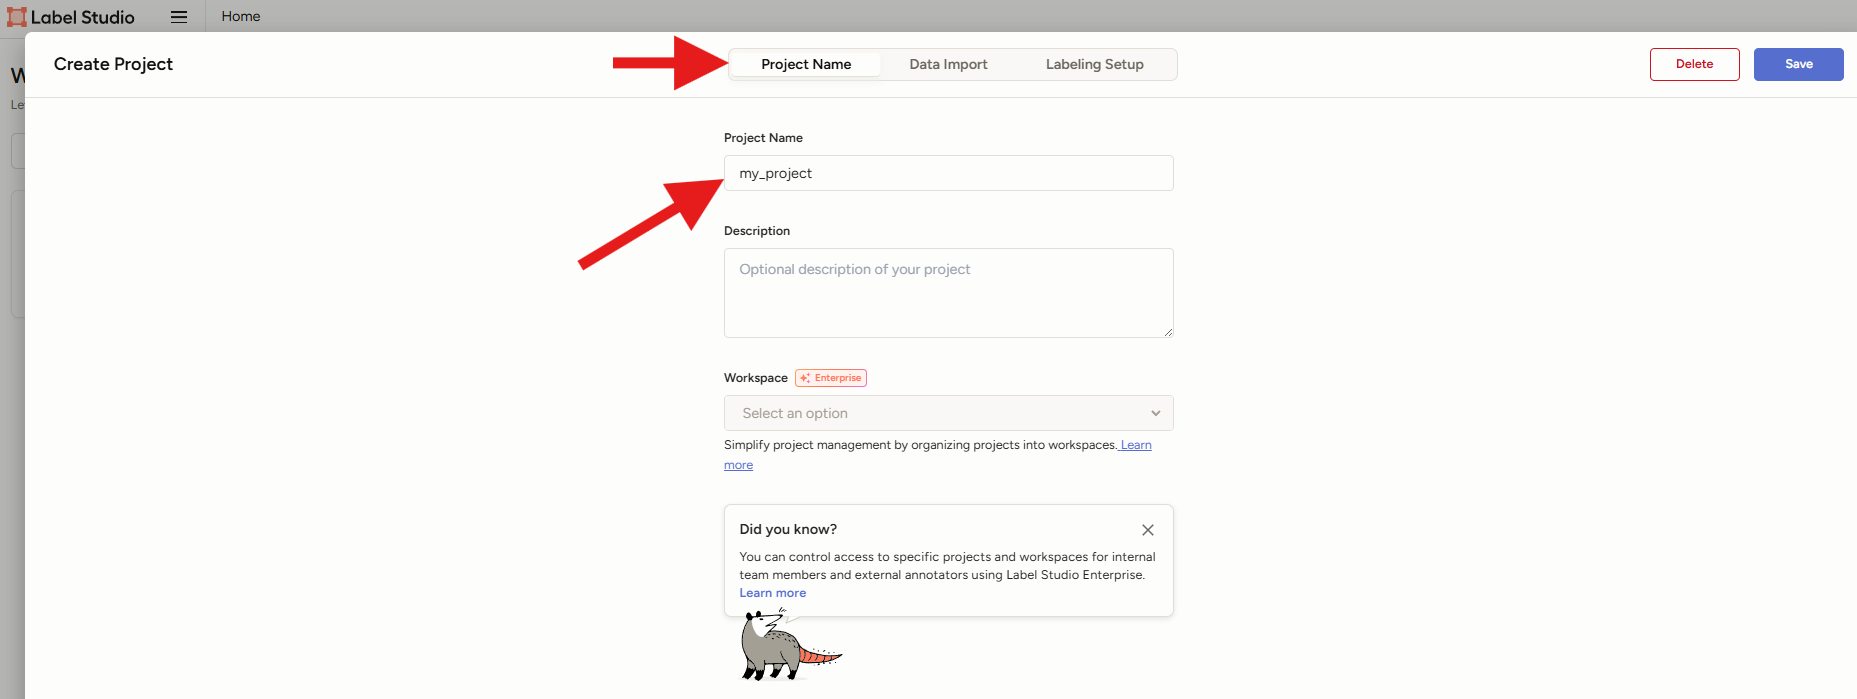 Label Studio
Home
Create Project
Project Name
Data Import
Labeling Setup
Delete
Save
Project Name
my_project
Description
Optional description of your project
Workspace
Enterprise
Select an option
Simplify project management by organizing projects into workspaces. Learn
more
Did you know?
You can control access to specific projects and workspaces for internal
team members and external annotators using Label Studio Enterprise.
Learn more